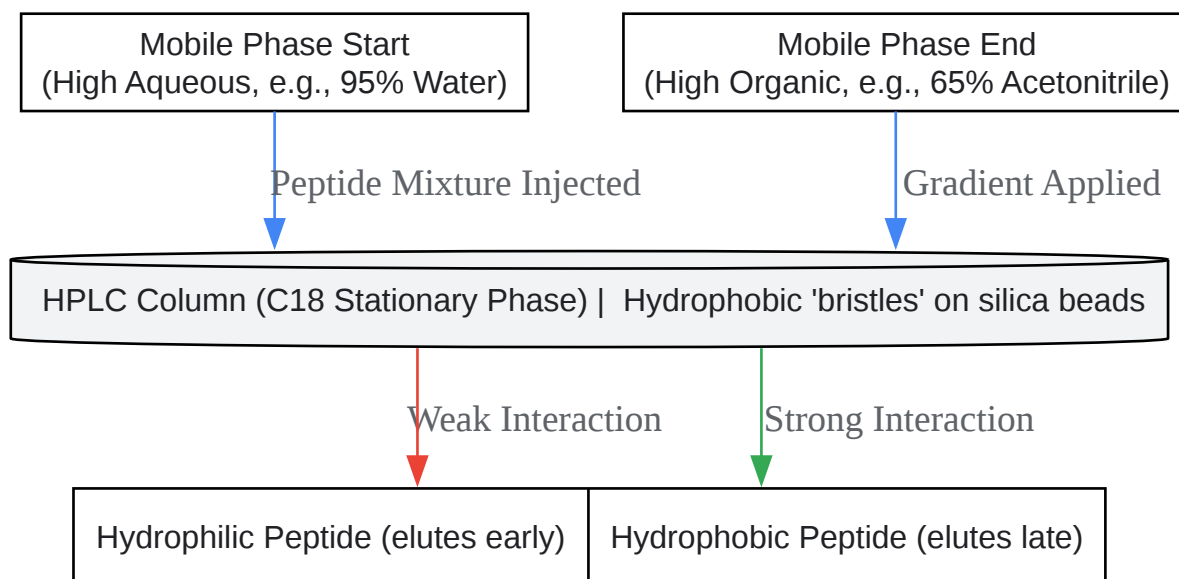 Mobile Phase Start
(High Aqueous, e.g., 95% Water)
Mobile Phase End
(High Organic, e.g., 65% Acetonitrile)
Peptide Mixture Injected
Gradient Applied
HPLC Column (C18 Stationary Phase) |  Hydrophobic 'bristles' on silica beads
Weak Interaction
Strong Interaction
Hydrophilic Peptide (elutes early)
Hydrophobic Peptide (elutes late)